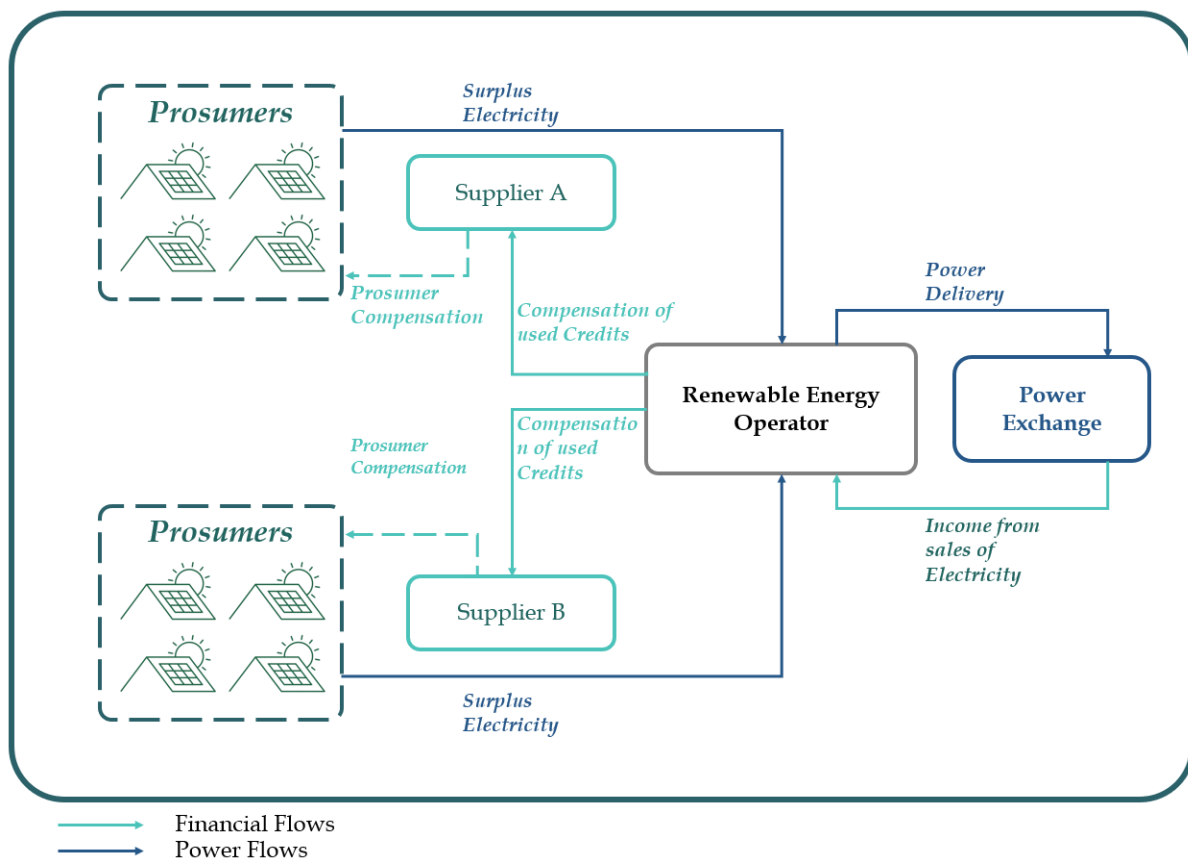 Prosumers
Surplus
Electricity
Supplier A
Prosumer
Compensation
Compensation of
used Credits
Power
Delivery
Renewable Energy
Operator
Power
Exchange
Prosumer
Compensation
Compensatio
n of used
Credits
Income from
sales of
Electricity
Prosumers
Supplier B
Surplus
Electricity
Financial Flows
Power Flows